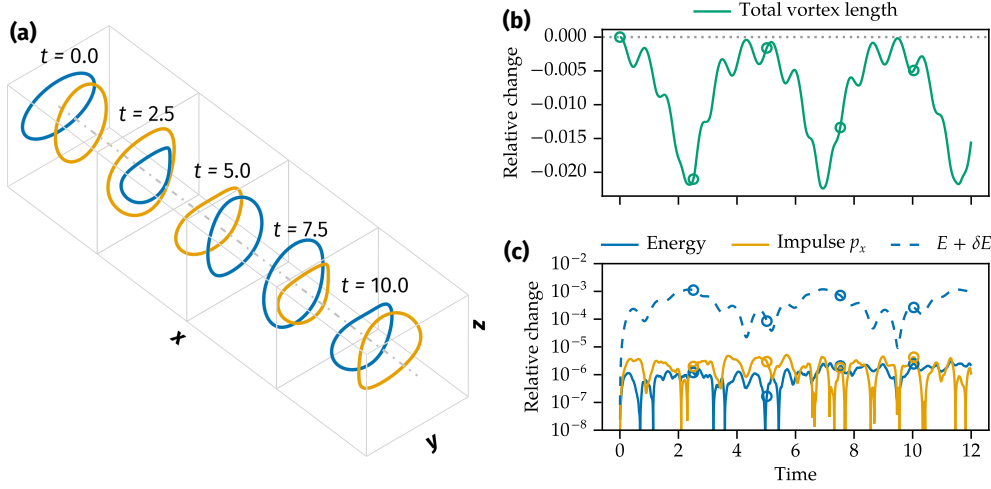 (a)
t = 0.0
t = 2.5
t = 5.0
t = 7.5
t = 10.0
x
y
z
(b)
Total vortex length
Relative change
0.000
−0.005
−0.010
−0.015
−0.020
(c)
Energy
Impulse pₓ
E + δE
Relative change
10⁻²
10⁻³
10⁻⁴
10⁻⁵
10⁻⁶
10⁻⁷
10⁻⁸
0 2 4 6 8 10 12
Time